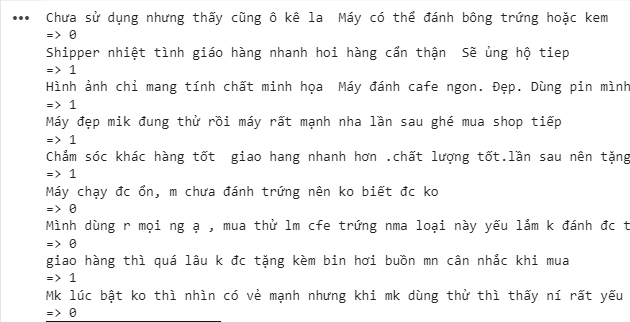 Chưa sử dụng nhưng thấy cũng ô kê la  Máy có thể đánh bông trứng hoặc kem
=> 0
Shipper nhiệt tình giáo hàng nhanh hoi hàng cẩn thận  Sẽ ủng hộ tiep
=> 1
Hình ảnh chỉ mang tính chất minh họa  Máy đánh cafe ngon. Đẹp. Dùng pin mình
=> 1
Máy đẹp mik đung thử rồi máy rất mạnh nha lần sau ghé mua shop tiếp
=> 1
Chắm sóc khác hàng tốt  giao hang nhanh hơn .chất lượng tốt.lần sau nên tặng
=> 1
Máy chạy đc ổn, m chưa đánh trứng nên ko biết đc ko
=> 0
Mình dùng r mọi ng ạ , mua thử lm cfe trứng nma loại này yếu lắm k đánh đc t
=> 0
giao hàng thì quá lâu k đc tặng kèm bin hơi buồn mn cân nhắc khi mua
=> 1
Mk lúc bật ko thì nhìn có vẻ mạnh nhưng khi mk dùng thử thì thấy ní rất yếu
=> 0